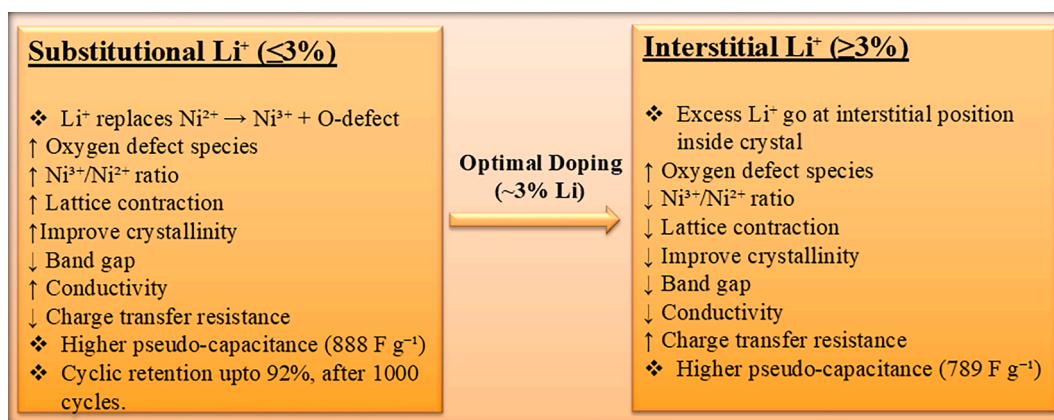 Substitutional Li⁺ (≤3%)
❖ Li⁺ replaces Ni²⁺ → Ni³⁺ + O-defect
↑ Oxygen defect species
↑ Ni³⁺/Ni²⁺ ratio
↑ Lattice contraction
↑Improve crystallinity
↓ Band gap
↑ Conductivity
↓ Charge transfer resistance
❖ Higher pseudo-capacitance (888 F g⁻¹)
❖ Cyclic retention upto 92%, after 1000
cycles.
Optimal Doping
(~3% Li)
Interstitial Li⁺ (≥3%)
❖ Excess Li⁺ go at interstitial position
inside crystal
↑ Oxygen defect species
↓ Ni³⁺/Ni²⁺ ratio
↓ Lattice contraction
↓ Improve crystallinity
↓ Band gap
↓ Conductivity
↑ Charge transfer resistance
❖ Higher pseudo-capacitance (789 F g⁻¹)